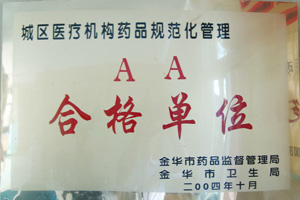 城区医疗机构药品规范化管理
A A
合格单位
金华市药品监督管理局
金华市卫生局
二00四年十月